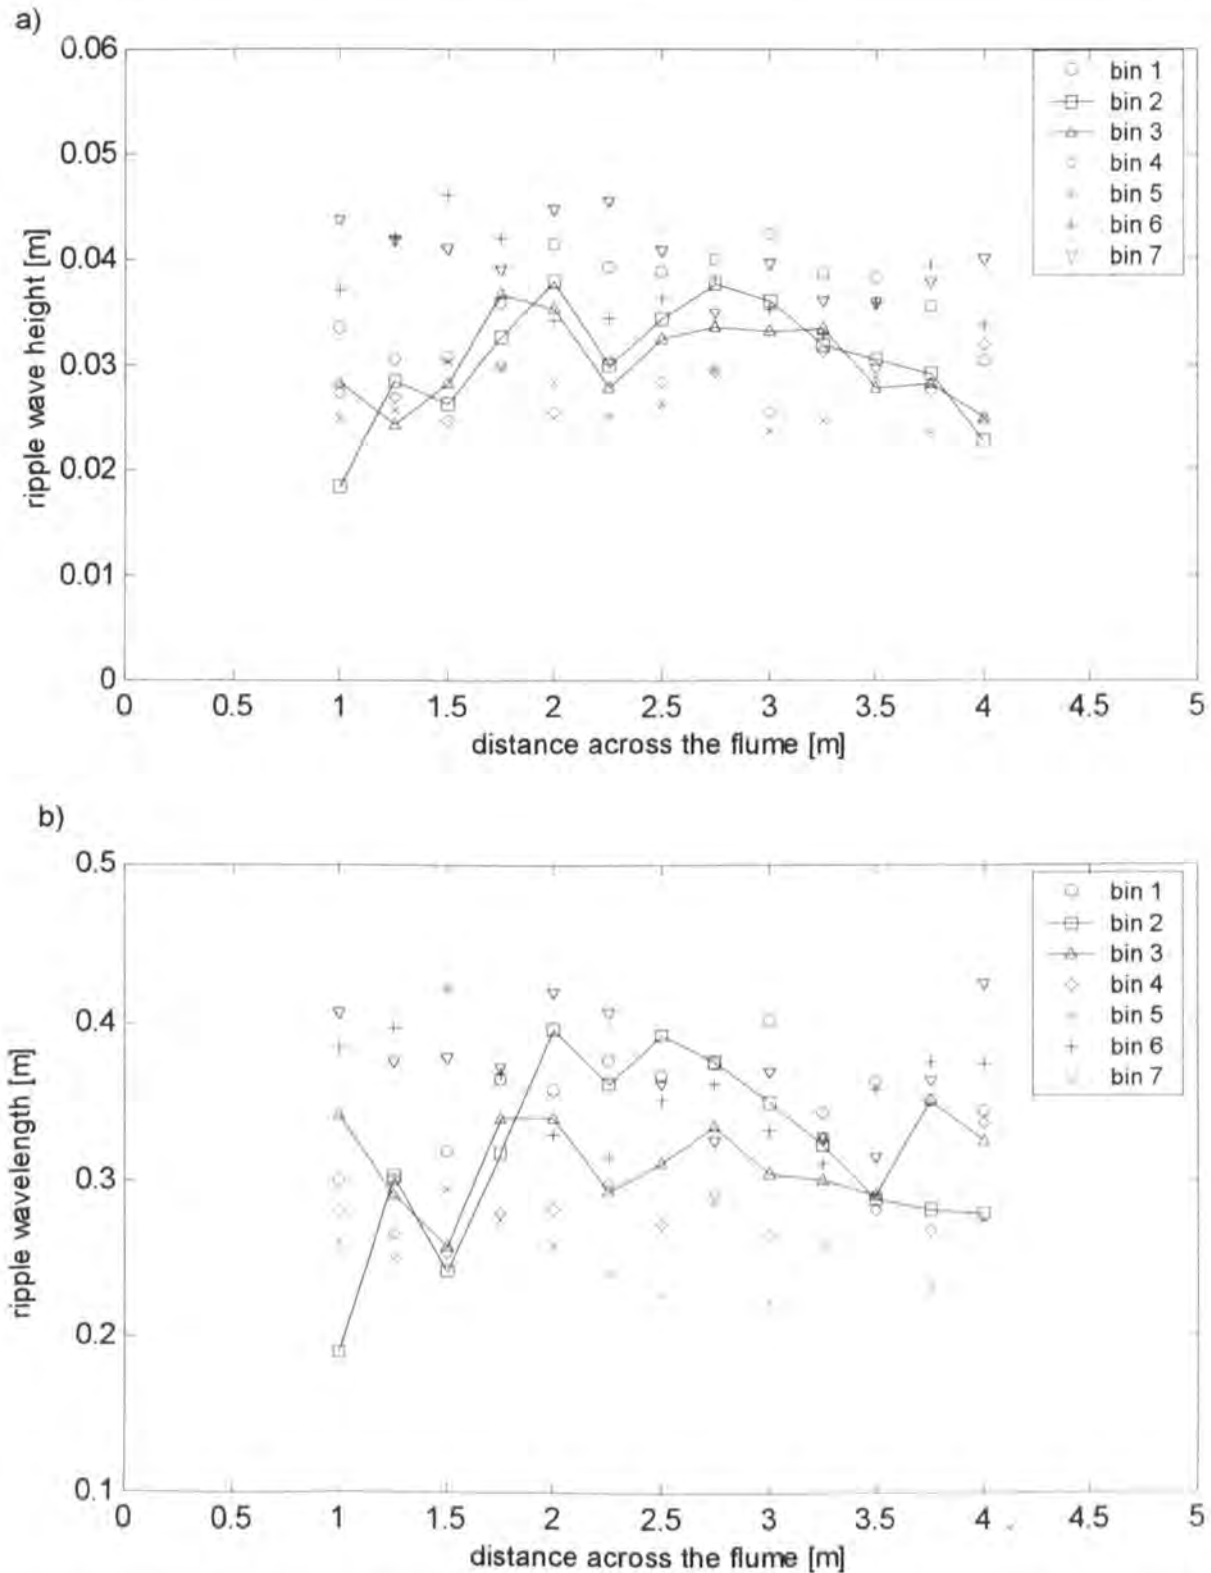 a)
0.06
0.05
0.04
0.03
0.02
0.01
0
ripple wave height [m]
bin 1
bin 2
bin 3
bin 4
bin 5
bin 6
bin 7
0 0.5 1 1.5 2 2.5 3 3.5 4 4.5 5
distance across the flume [m]
b)
0.5
0.4
0.3
0.2
0.1
ripple wavelength [m]
bin 1
bin 2
bin 3
bin 4
bin 5
bin 6
bin 7
0 0.5 1 1.5 2 2.5 3 3.5 4 4.5 5
distance across the flume [m]